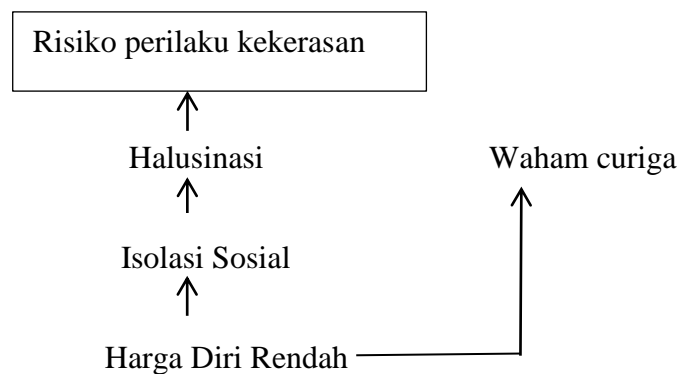 Risiko perilaku kekerasan
Halusinasi
Waham curiga
Isolasi Sosial
Harga Diri Rendah